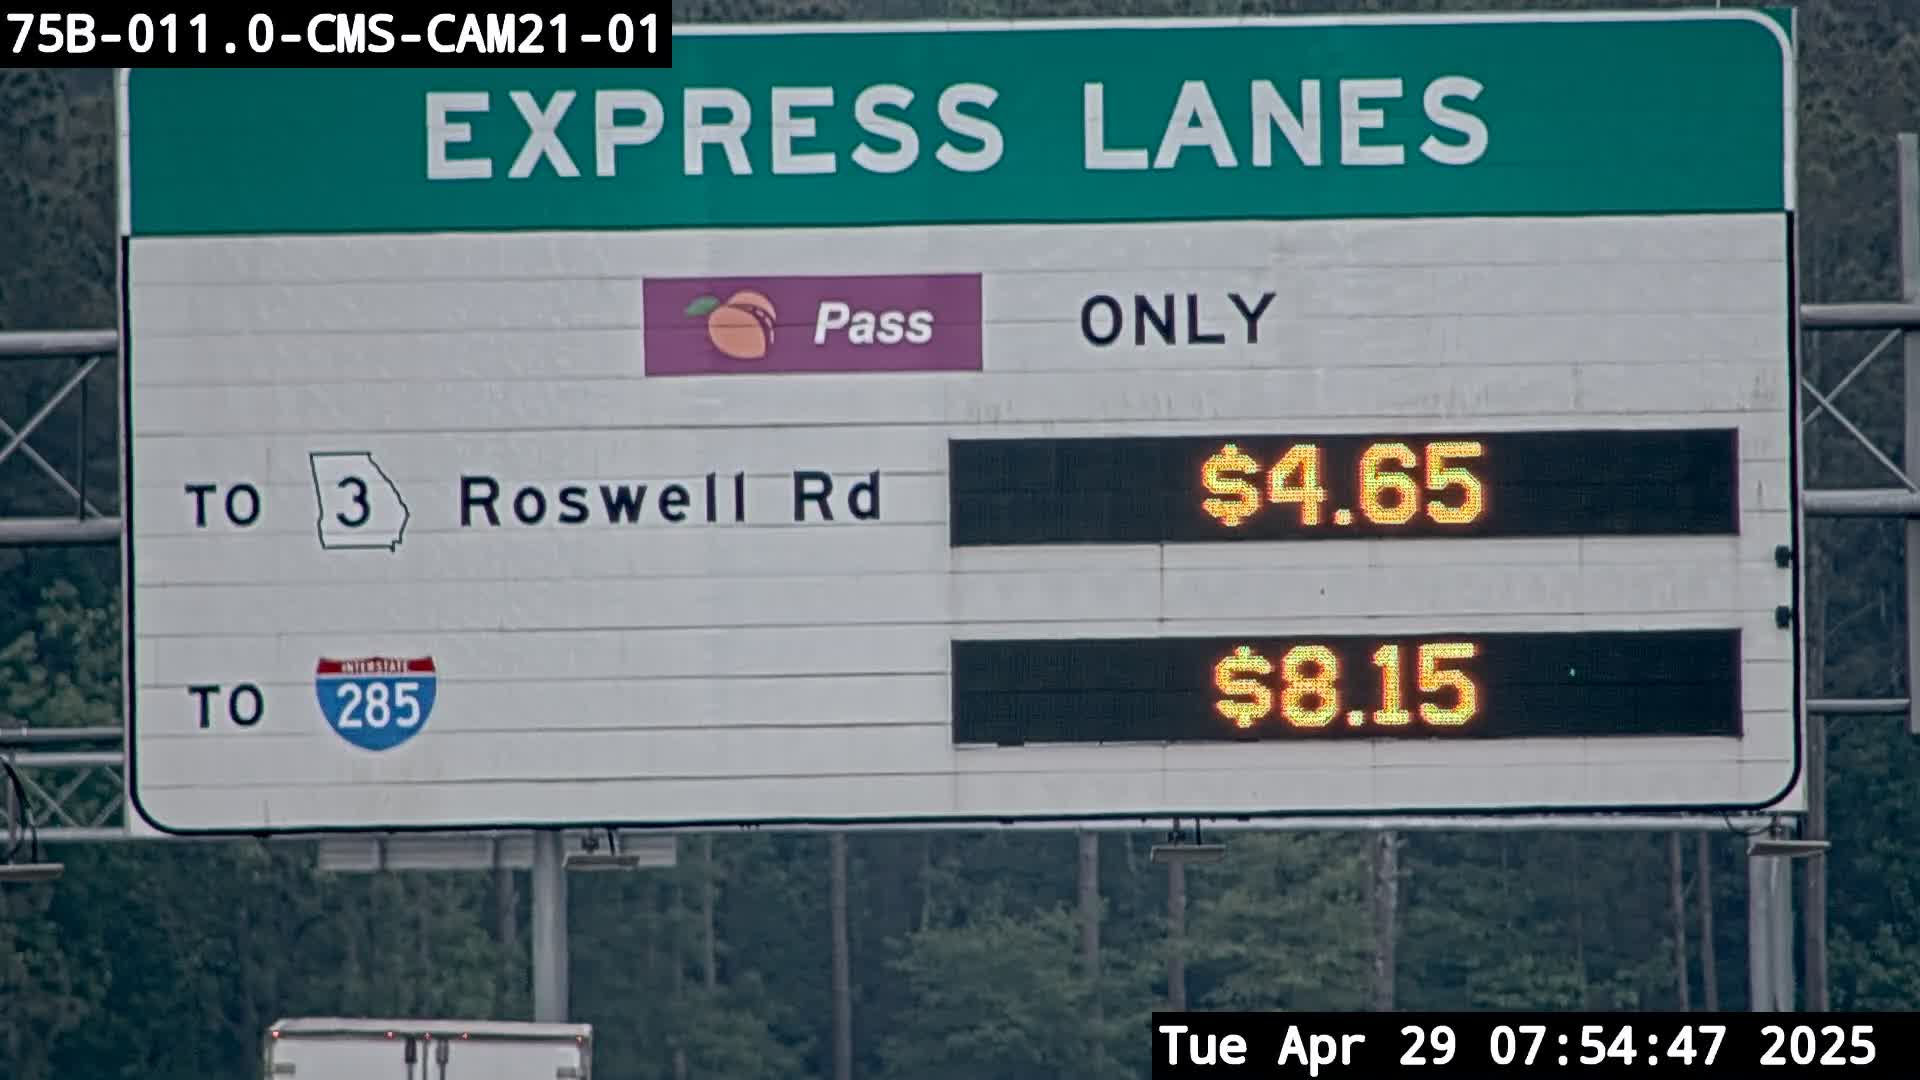 75B-011.0-CMS-CAM21-01
EXPRESS LANES
Pass ONLY
TO 3 Roswell Rd $4.65
INTERSTATE
TO 285 $8.15
Tue Apr 29 07:54:47 2025